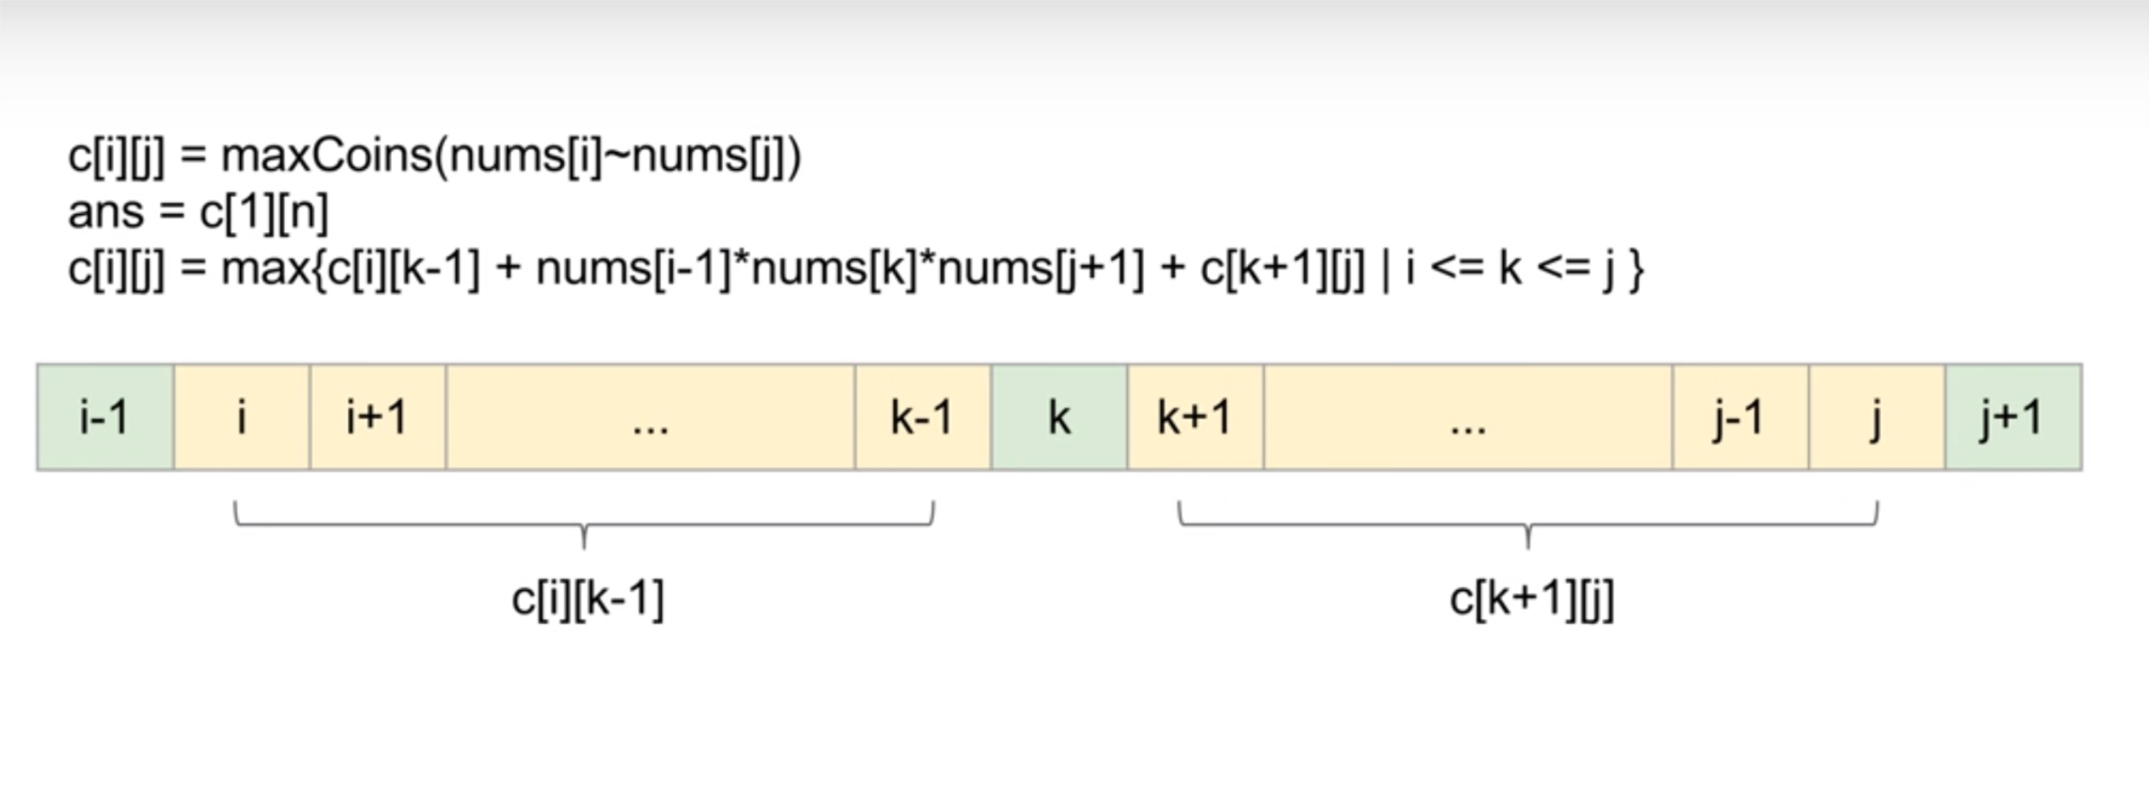 c[i][j] = maxCoins(nums[i]~nums[j])
ans = c[1][n]
c[i][j] = max{c[i][k-1] + nums[i-1]*nums[k]*nums[j+1] + c[k+1][j] | i <= k <= j }
i-1 i i+1 ... k-1 k k+1 ... j-1 j j+1
c[i][k-1] c[k+1][j]